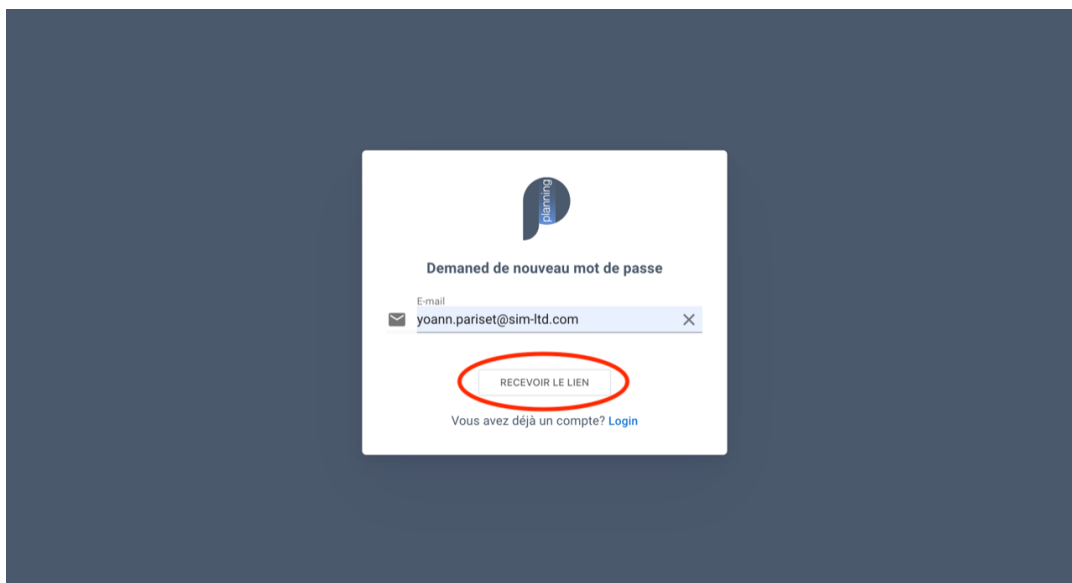 planning
Demaned de nouveau mot de passe
E-mail
yoann.pariset@sim-ltd.com
RECEVOIR LE LIEN
Vous avez déjà un compte? Login